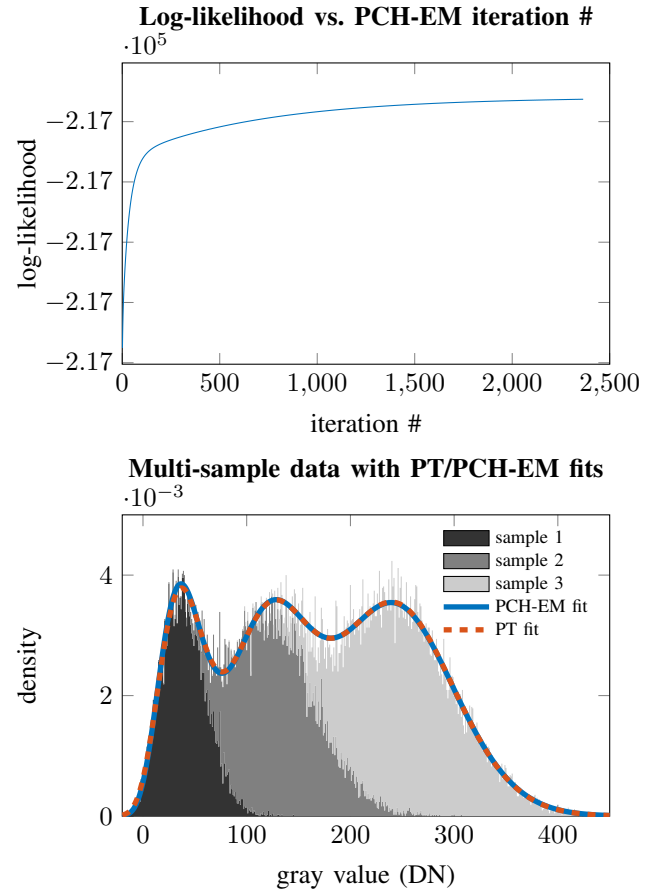 Log-likelihood vs. PCH-EM iteration #
·10^5
−2.17
−2.17
−2.17
−2.17
−2.17
log-likelihood
0 500 1,000 1,500 2,000 2,500
iteration #
Multi-sample data with PT/PCH-EM fits
·10^−3
sample 1
sample 2
sample 3
PCH-EM fit
PT fit
4
2
0
density
0 100 200 300 400
gray value (DN)